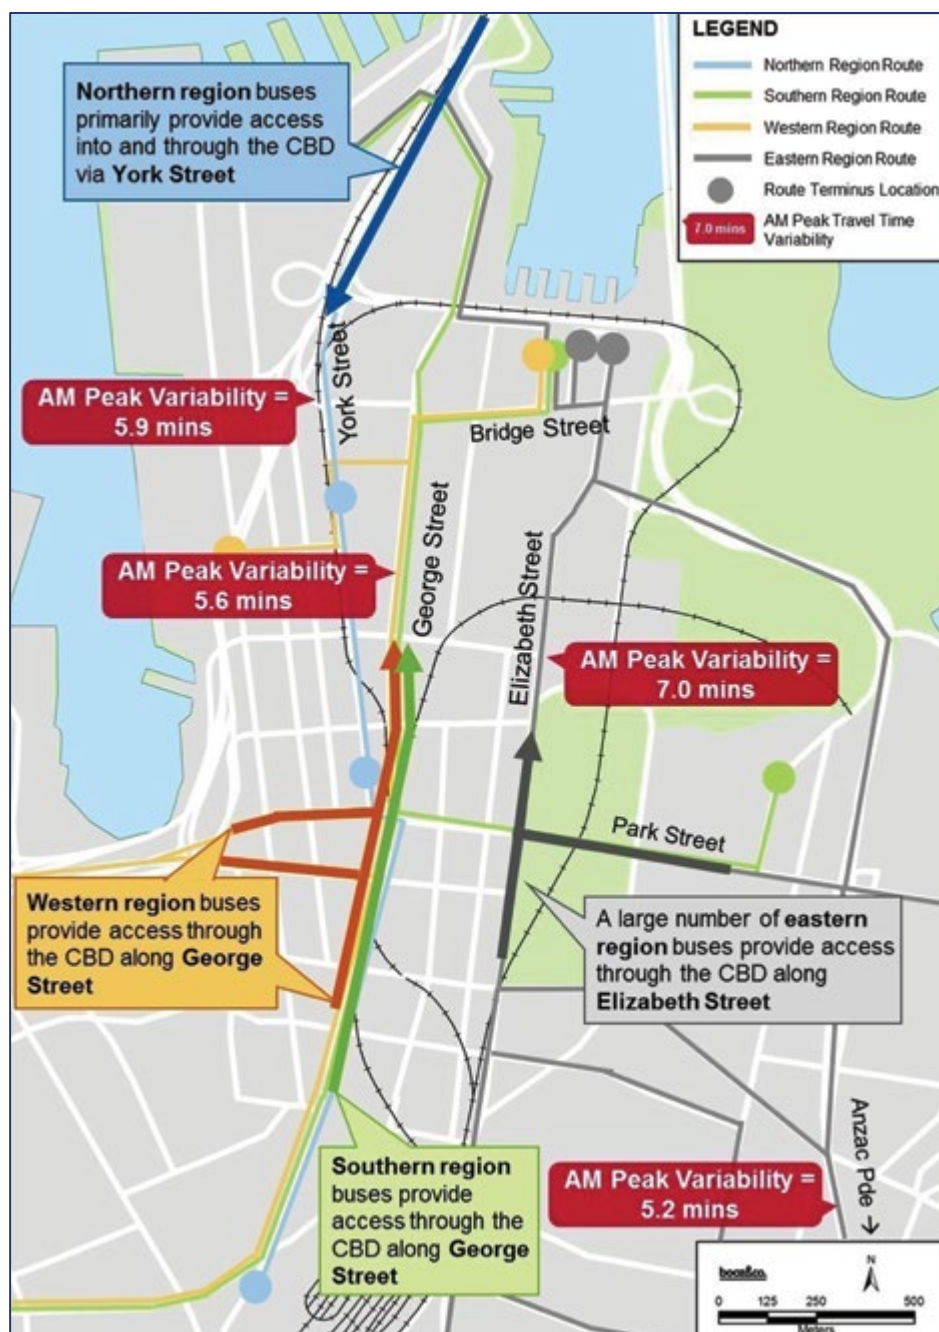 LEGEND
Northern Region Route
Southern Region Route
Western Region Route
Eastern Region Route
Route Terminus Location
7.0 mins
AM Peak Travel Time
Variability
Northern region buses
primarily provide access
into and through the CBD
via York Street
York Street
AM Peak Variability =
5.9 mins
Bridge Street
George Street
AM Peak Variability =
5.6 mins
Elizabeth Street
AM Peak Variability =
7.0 mins
Park Street
Western region buses
provide access through
the CBD along George
Street
A large number of eastern
region buses provide access
through the CBD along
Elizabeth Street
Southern region
buses provide
access through the
CBD along George
Street
AM Peak Variability =
5.2 mins
Anzac Pde →
booz&co.
N
0 125 250 500
Meters